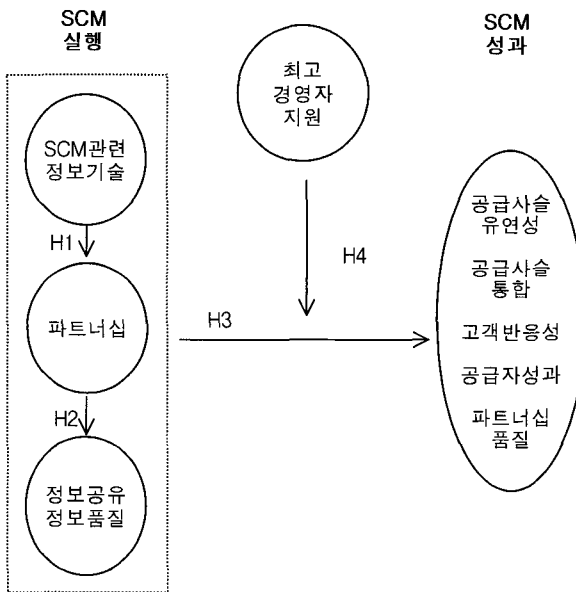 SCM
실행
SCM관련
정보기술
H1
파트너십
H2
정보공유
정보품질
최고
경영자
지원
H3
H4
SCM
성과
공급사슬
유연성
공급사슬
통합
고객반응성
공급자성과
파트너십
품질